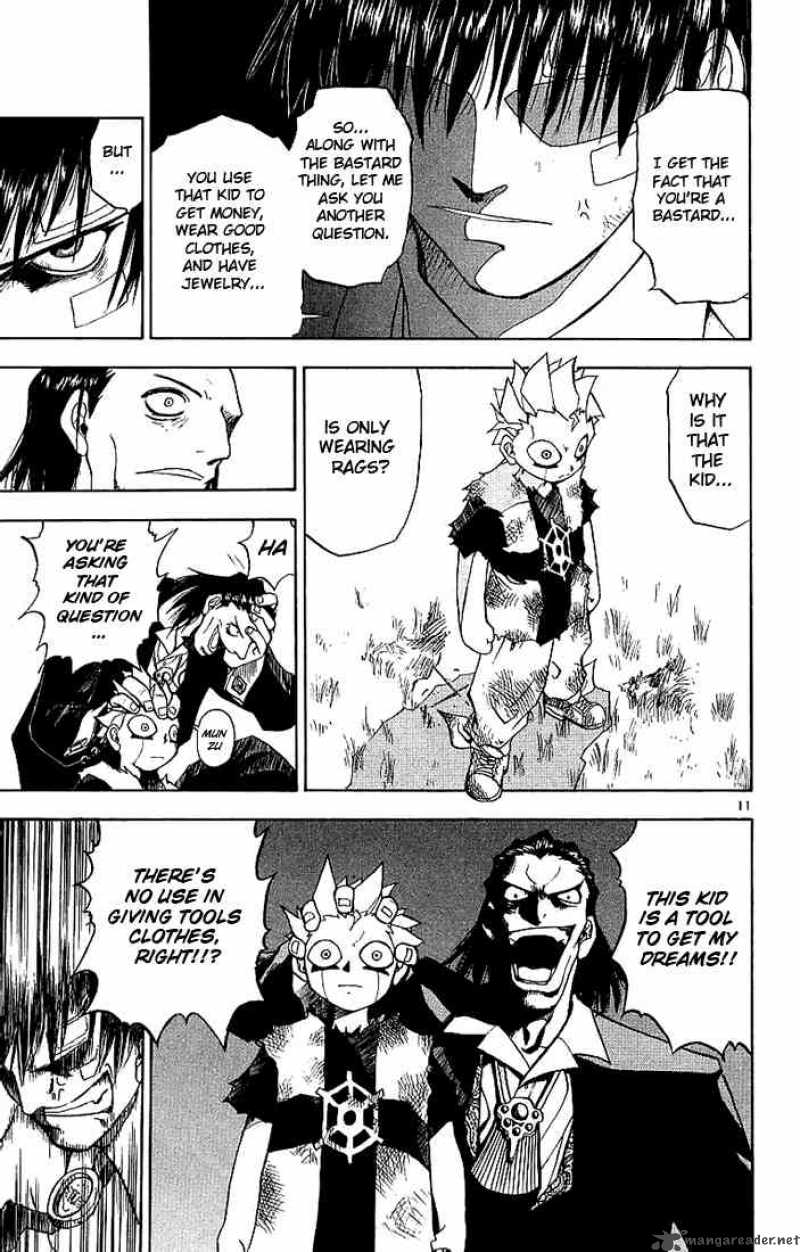 I GET THE
FACT THAT
YOU'RE A
BASTARD...
SO...
ALONG WITH
THE BASTARD
THING, LET ME
ASK YOU
ANOTHER
QUESTION.
YOU USE
THAT KID TO
GET MONEY,
WEAR GOOD
CLOTHES,
AND HAVE
JEWELRY...
BUT
...
WHY
IS IT
THAT
THE
KID...
IS ONLY
WEARING
RAGS?
HA
YOU'RE
ASKING
THAT
KIND OF
QUESTION
...
MUN
ZU
11
THIS KID
IS A TOOL
TO GET MY
DREAMS!!
THERE'S
NO USE IN
GIVING TOOLS
CLOTHES,
RIGHT!!?
mangareader.net